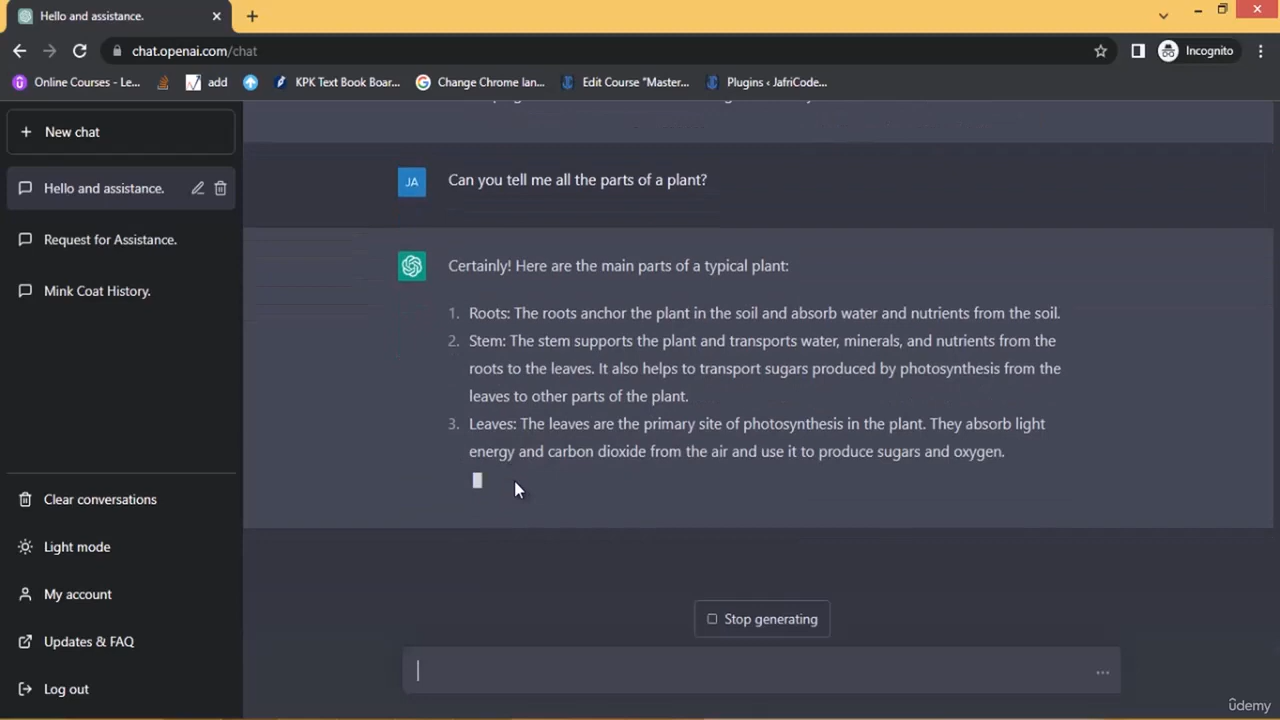 Hello and assistance.
chat.openai.com/chat
Incognito
Online Courses - Le...
add
KPK Text Book Boar...
Change Chrome lan...
Edit Course "Master...
Plugins ‹ JafriCode...
New chat
Hello and assistance.
Request for Assistance.
Mink Coat History.
JA
Can you tell me all the parts of a plant?
Certainly! Here are the main parts of a typical plant:
1. Roots: The roots anchor the plant in the soil and absorb water and nutrients from the soil.
2. Stem: The stem supports the plant and transports water, minerals, and nutrients from the
roots to the leaves. It also helps to transport sugars produced by photosynthesis from the
leaves to other parts of the plant.
3. Leaves: The leaves are the primary site of photosynthesis in the plant. They absorb light
energy and carbon dioxide from the air and use it to produce sugars and oxygen.
Clear conversations
Light mode
My account
Updates & FAQ
Log out
Stop generating
ûdemy